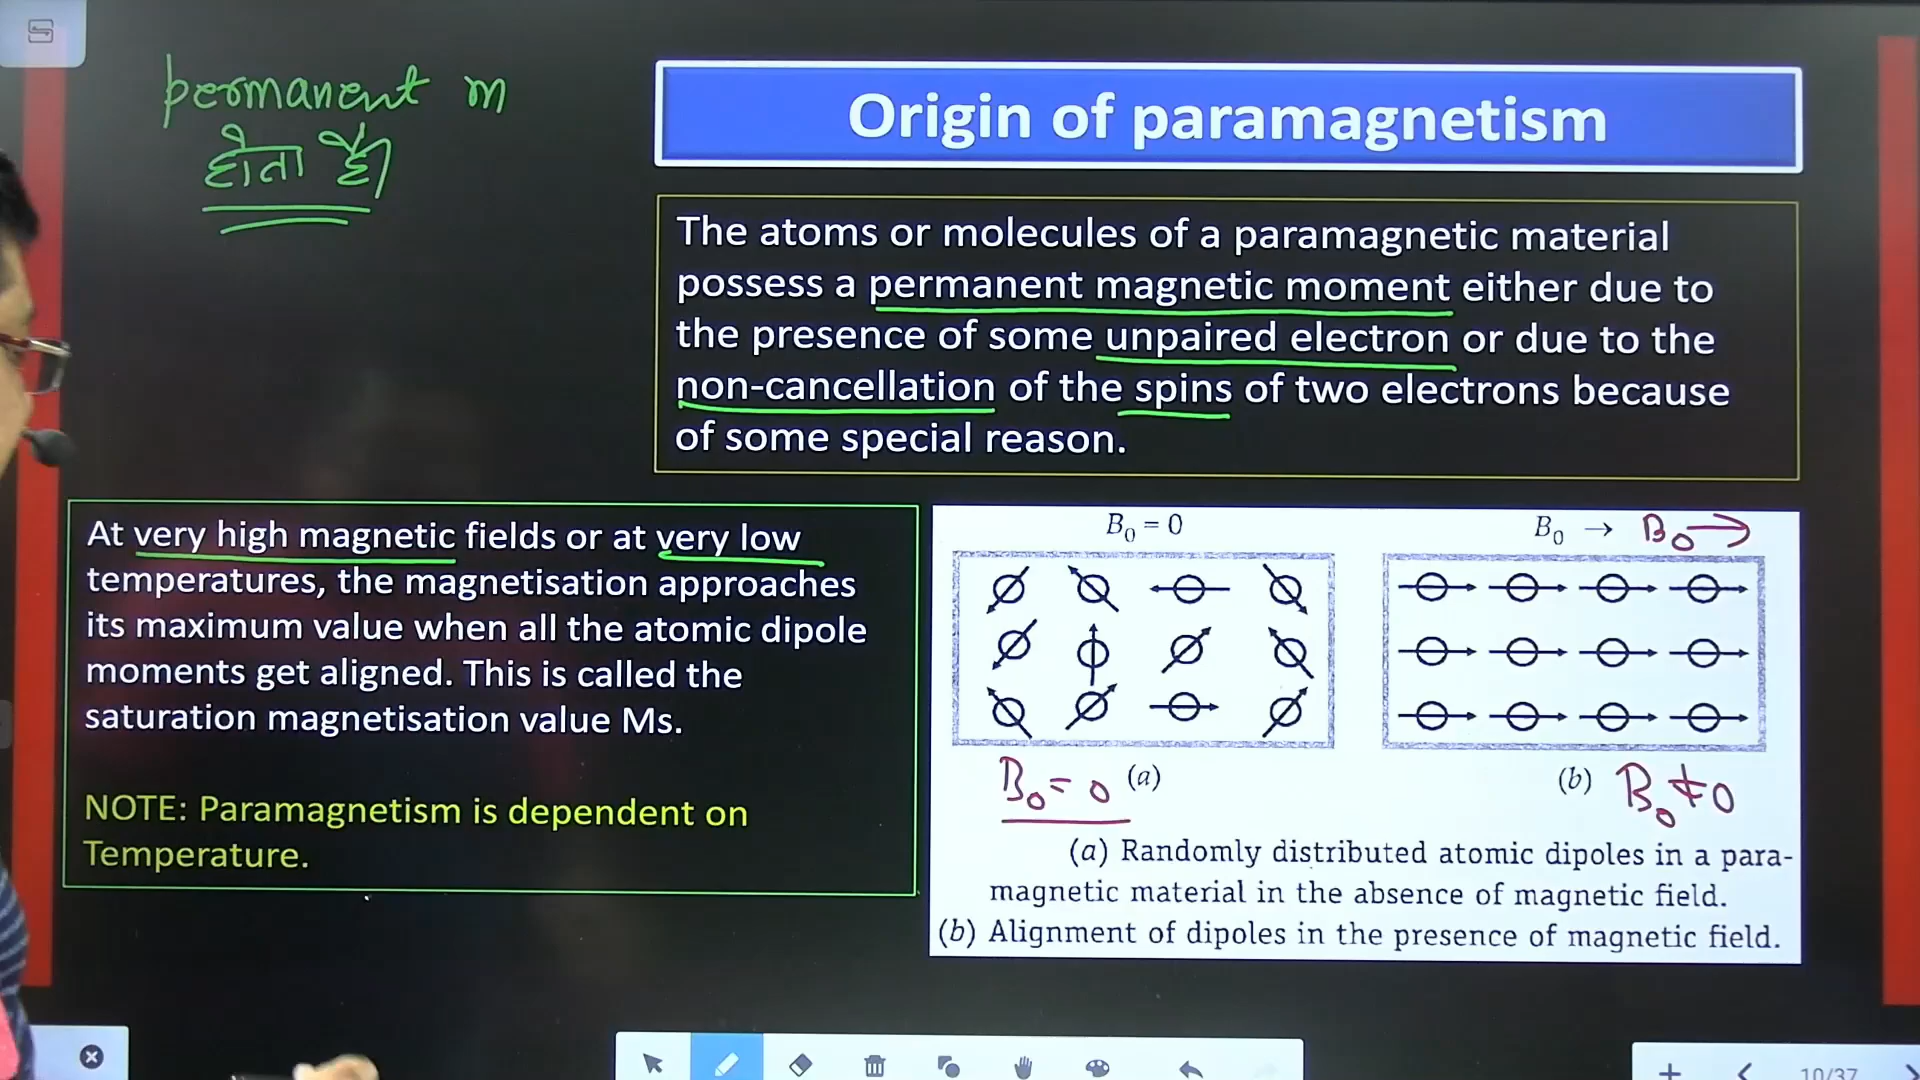 permanent m
होता है।
Origin of paramagnetism
The atoms or molecules of a paramagnetic material
possess a permanent magnetic moment either due to
the presence of some unpaired electron or due to the
non-cancellation of the spins of two electrons because
of some special reason.
At very high magnetic fields or at very low
temperatures, the magnetisation approaches
its maximum value when all the atomic dipole
moments get aligned. This is called the
saturation magnetisation value Ms.
NOTE: Paramagnetism is dependent on
Temperature.
B₀ = 0
B₀ → B₀ →
B₀ = 0 (a)
(b) B₀ ≠ 0
(a) Randomly distributed atomic dipoles in a para-
magnetic material in the absence of magnetic field.
(b) Alignment of dipoles in the presence of magnetic field.
10/37